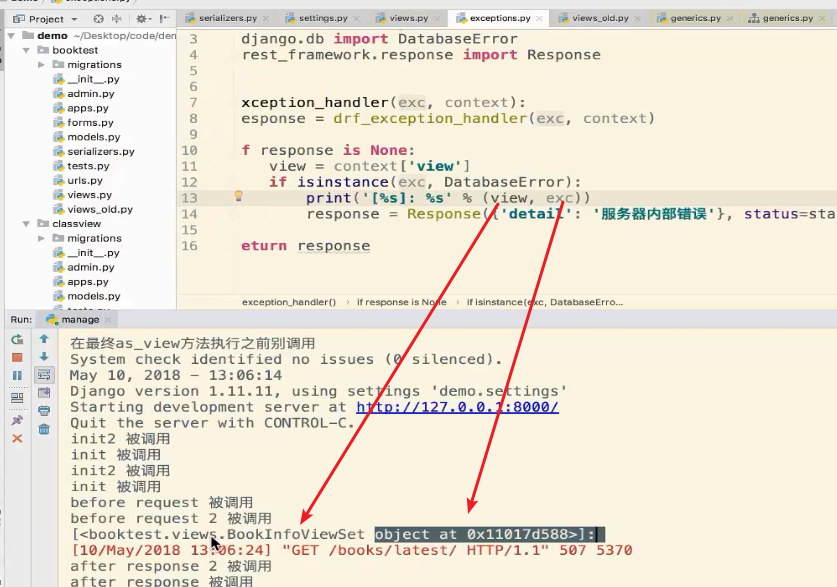 Project
serializers.py
settings.py
views.py
exceptions.py
views_old.py
generics.py
generics.py
demo ~/Desktop/code/den
booktest
migrations
__init__.py
admin.py
apps.py
forms.py
models.py
serializers.py
tests.py
urls.py
views.py
views_old.py
classview
migrations
__init__.py
admin.py
apps.py
models.py
3 django.db import DatabaseError
4 rest_framework.response import Response
5
6
7 xception_handler(exc, context):
8 esponse = drf_exception_handler(exc, context)
9
10 f response is None:
11 view = context['view']
12 if isinstance(exc, DatabaseError):
13 print('[%s]: %s' % (view, exc))
14 response = Response({'detail': '服务器内部错误'}, status=sta
15
16 eturn response
exception_handler() › if response is None › if isinstance(exc, DatabaseErro...
Run: manage
在最终as_view方法执行之前别调用
System check identified no issues (0 silenced).
May 10, 2018 - 13:06:14
Django version 1.11.11, using settings 'demo.settings'
Starting development server at http://127.0.0.1:8000/
Quit the server with CONTROL-C.
init2 被调用
init 被调用
init2 被调用
init 被调用
before request 被调用
before request 2 被调用
[<booktest.views.BookInfoViewSet object at 0x11017d588>]:
[10/May/2018 13:06:24] "GET /books/latest/ HTTP/1.1" 507 5370
after response 2 被调用
after response 被调用